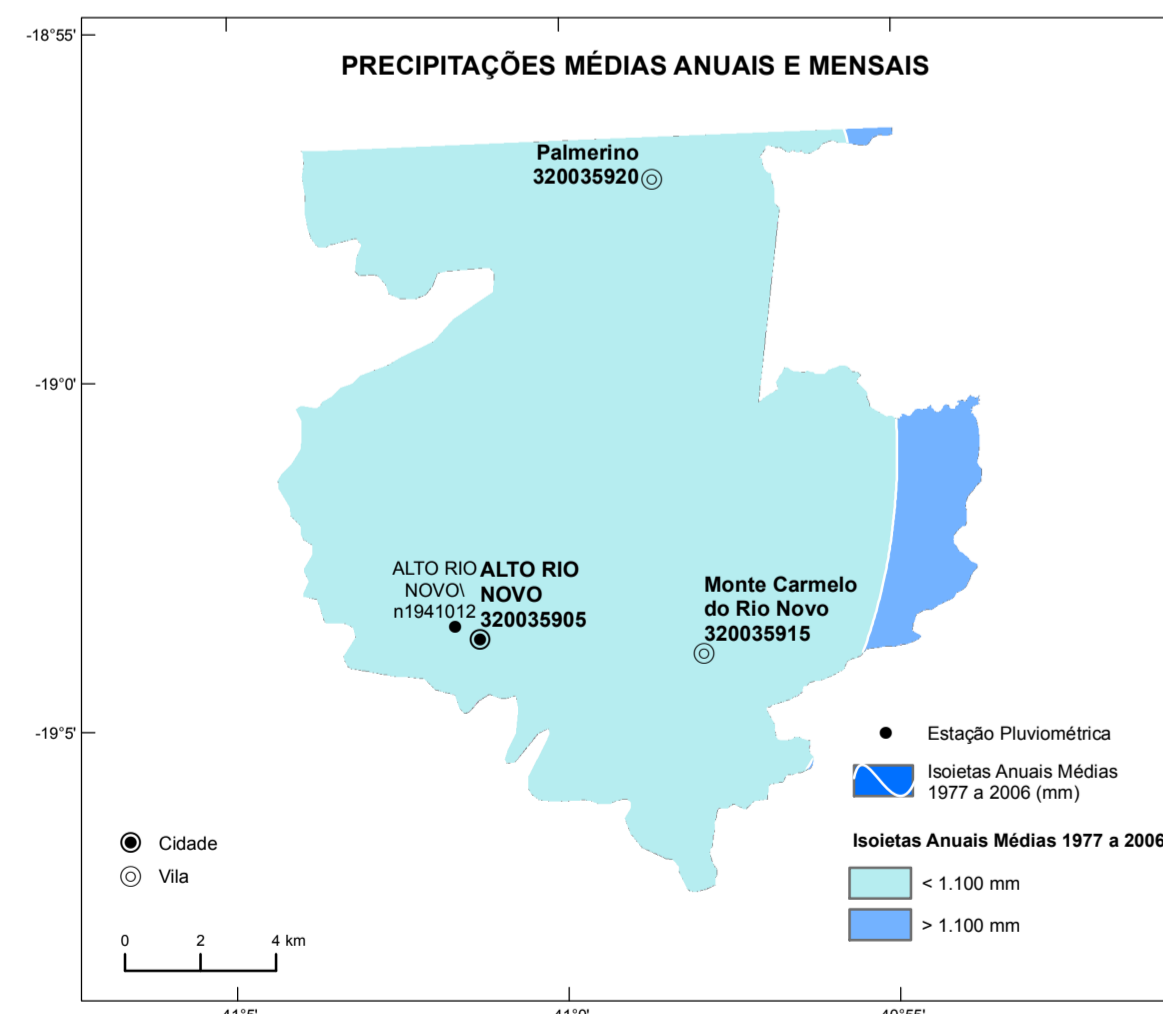 -18°55'
PRECIPITAÇÕES MÉDIAS ANUAIS E MENSAIS
Palmerino
320035920
-19°0'
ALTO RIO
NOVO\
n1941012
ALTO RIO
NOVO
320035905
Monte Carmelo
do Rio Novo
320035915
-19°5'
Estação Pluviométrica
Isoietas Anuais Médias
1977 a 2006 (mm)
Cidade
Vila
Isoietas Anuais Médias 1977 a 2006
< 1.100 mm
> 1.100 mm
0 2 4 km